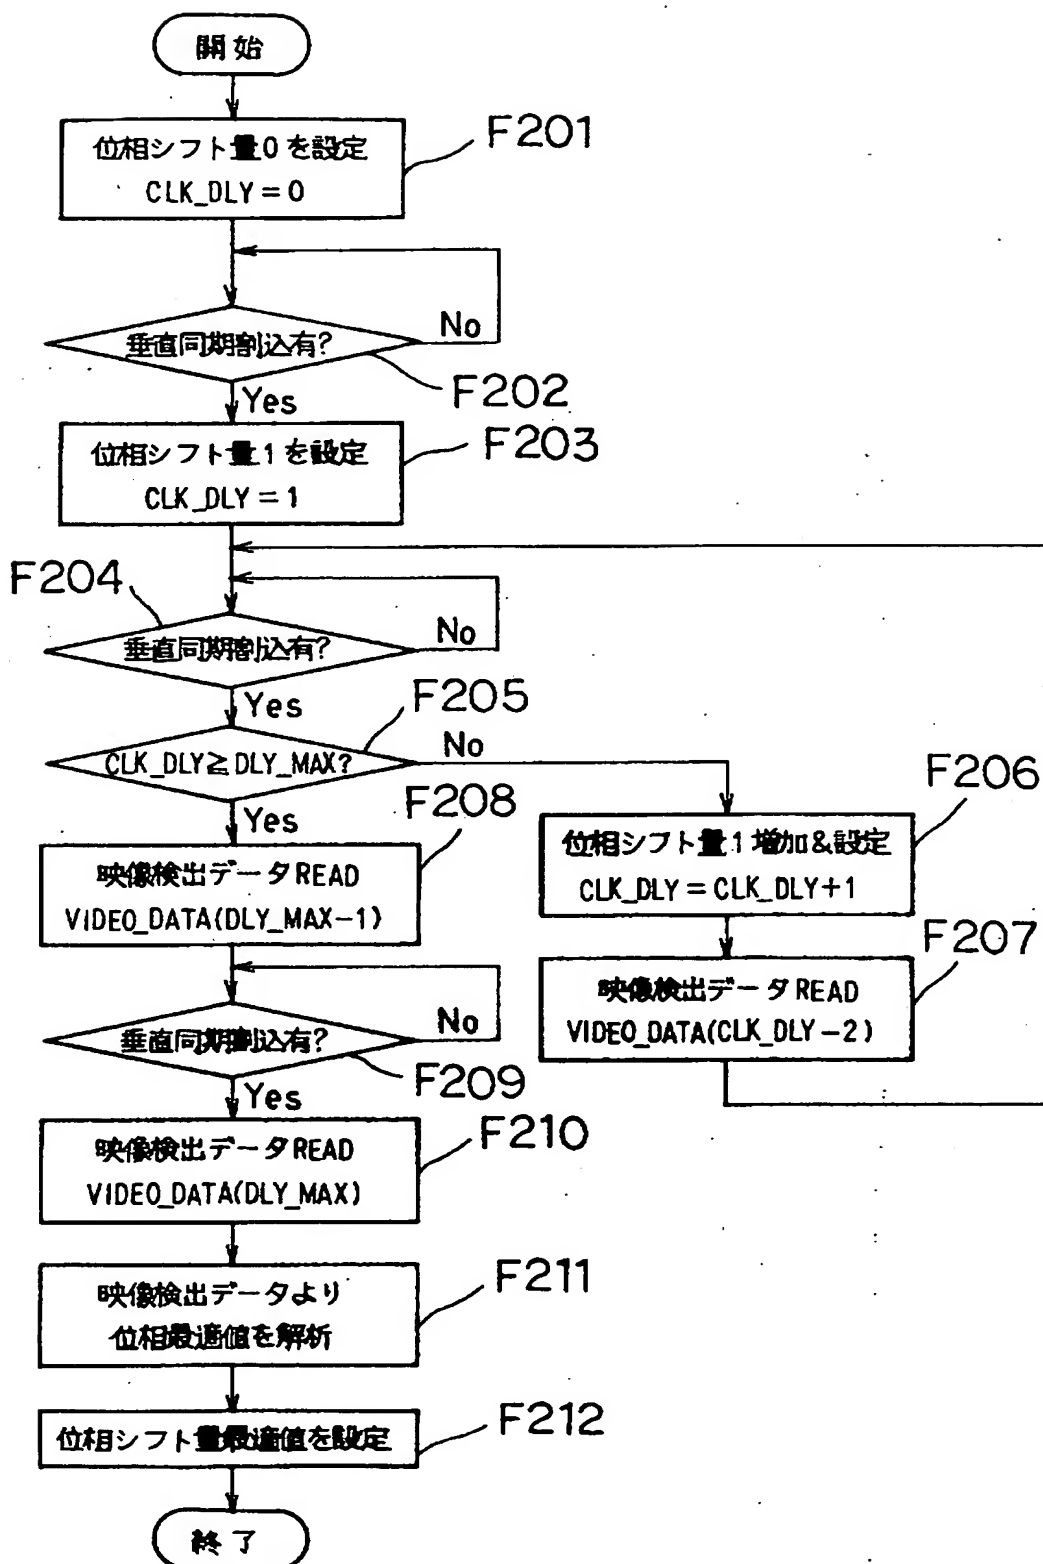 開始
位相シフト量0を設定
CLK_DLY=0
F201
垂直同期割込有?
No
F202
Yes
位相シフト量1を設定
CLK_DLY=1
F203
F204
垂直同期割込有?
No
Yes
F205
CLK_DLY≧DLY_MAX?
No
Yes
F206
位相シフト量1増加&設定
CLK_DLY=CLK_DLY+1
F208
映像検出データREAD
VIDEO_DATA(DLY_MAX-1)
F207
映像検出データREAD
VIDEO_DATA(CLK_DLY-2)
垂直同期割込有?
No
F209
Yes
F210
映像検出データREAD
VIDEO_DATA(DLY_MAX)
F211
映像検出データより
位相最適値を解析
F212
位相シフト量最適値を設定
終了